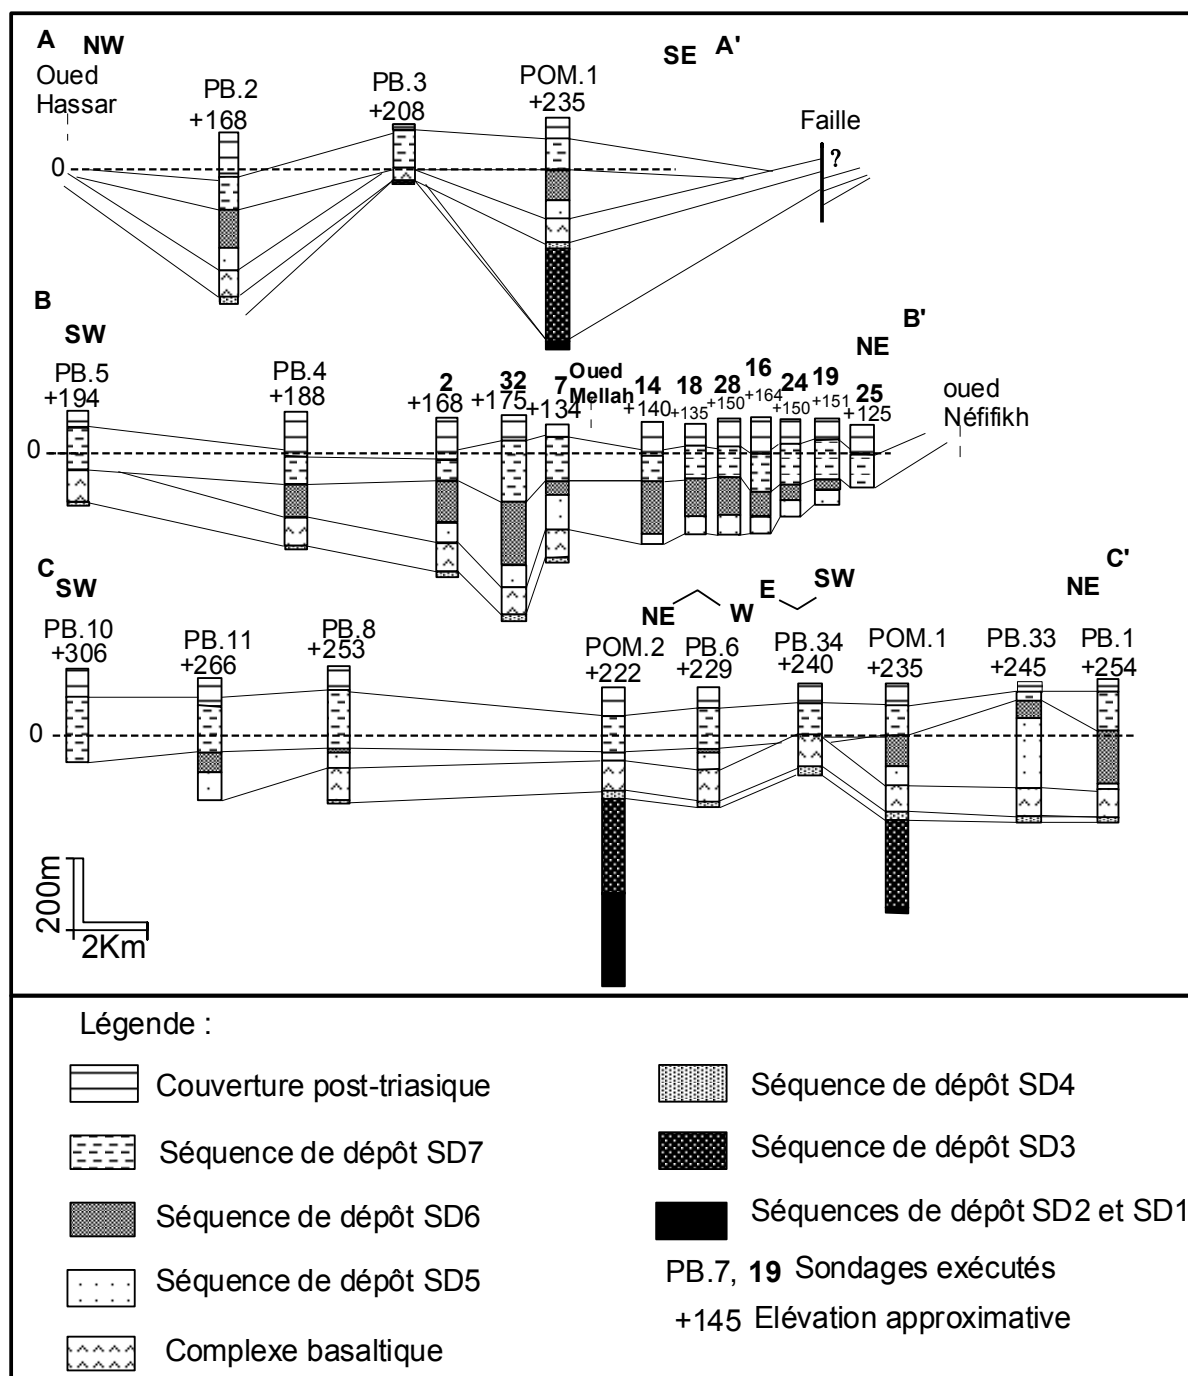 A NW SE A'
Oued
Hassar
PB.2
+168
PB.3
+208
POM.1
+235
Faille
?
0
B SW NE B'
PB.5
+194
PB.4
+188
2
+168
32
+175
7
+134
Oued
Mellah
14
+140
18
+135
28
+150
16
+164
24
+150
19
+151
25
+125
oued
Néfifikh
0
C SW NE W E SW NE C'
PB.10
+306
PB.11
+266
PB.8
+253
POM.2
+222
PB.6
+229
PB.34
+240
POM.1
+235
PB.33
+245
PB.1
+254
0
200m
2Km
Légende :
Couverture post-triasique
Séquence de dépôt SD7
Séquence de dépôt SD6
Séquence de dépôt SD5
Complexe basaltique
Séquence de dépôt SD4
Séquence de dépôt SD3
Séquences de dépôt SD2 et SD1
PB.7, 19 Sondages exécutés
+145 Elévation approximative